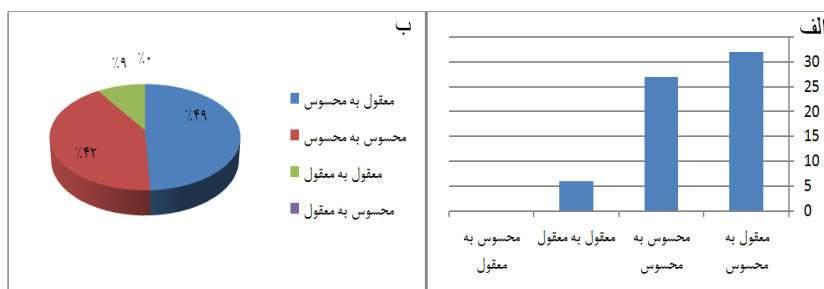 الف
30
25
20
15
10
5
0
معقول به محسوس
محسوس به محسوس
معقول به معقول
محسوس به معقول
ب
٪۰
٪۹
٪۴۹
٪۴۲
معقول به محسوس
محسوس به محسوس
معقول به معقول
محسوس به معقول